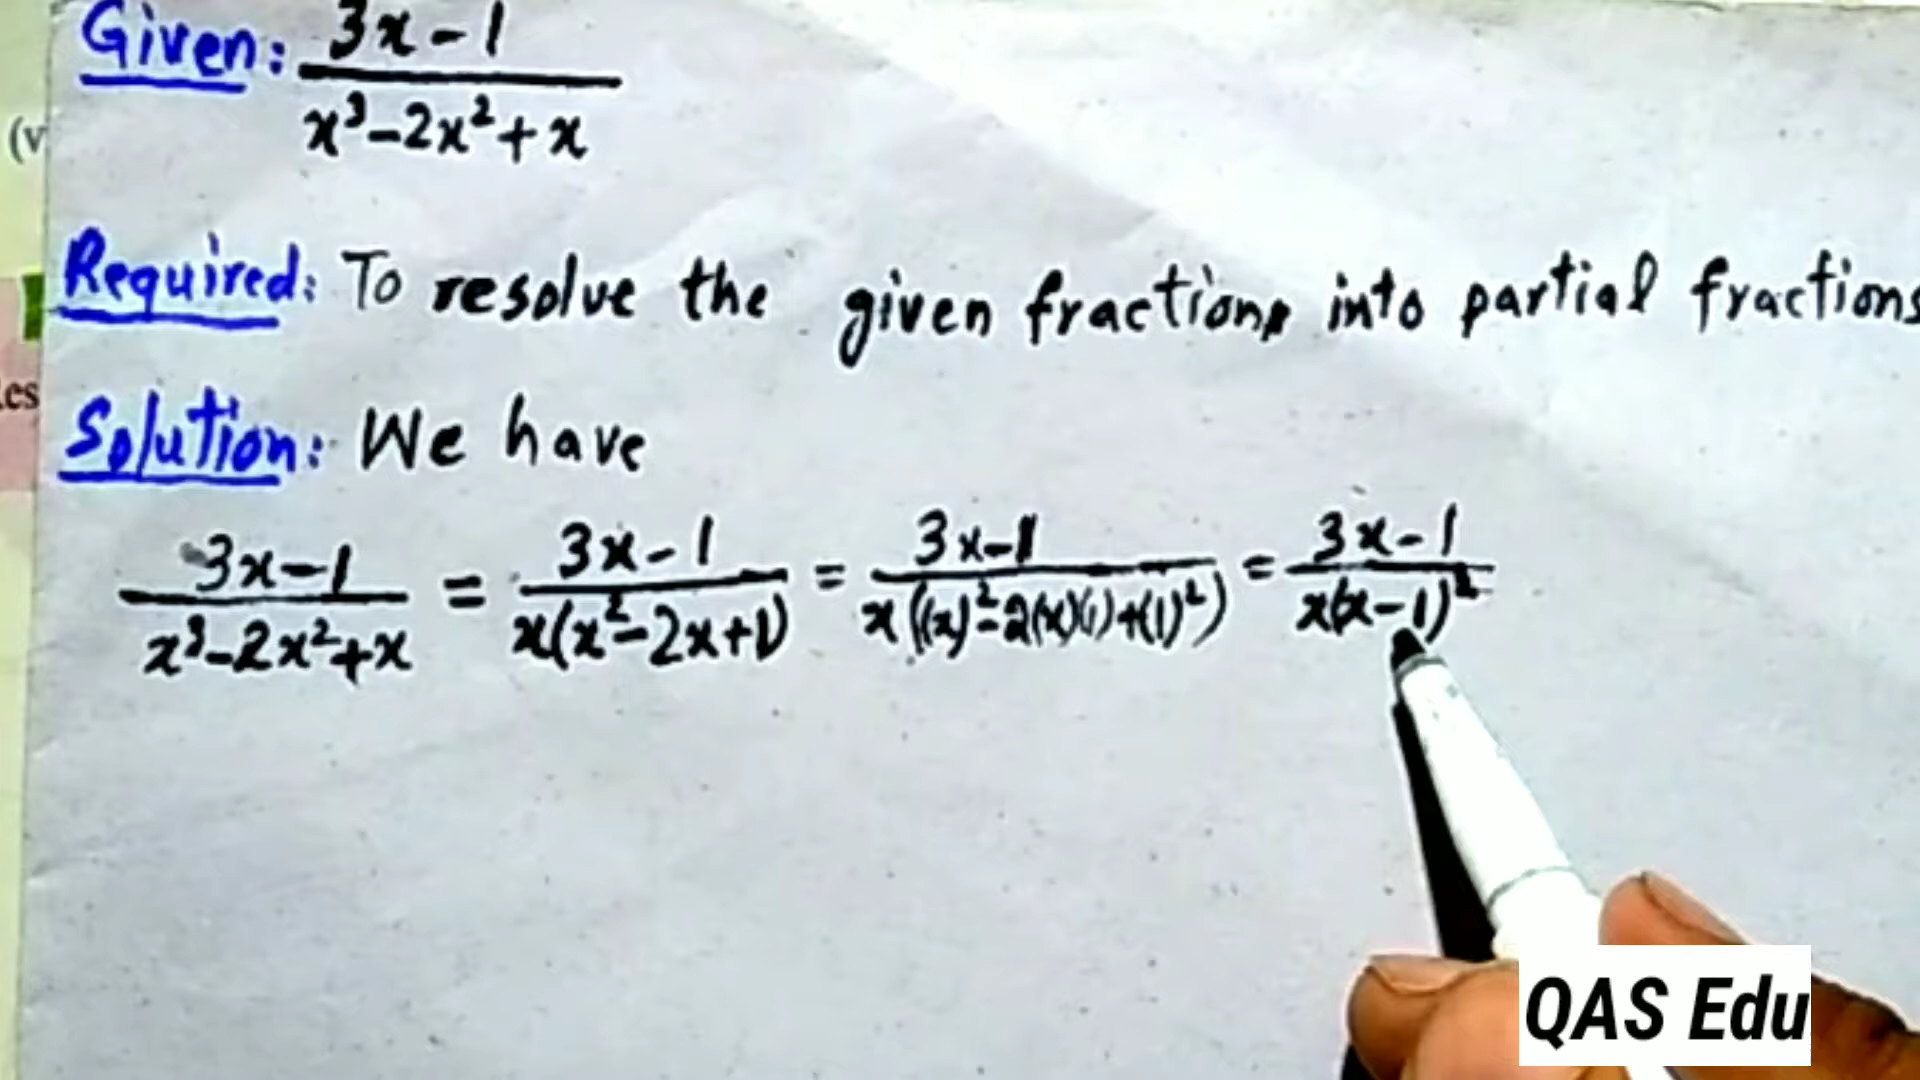 Given: (3x-1)/(x³-2x²+x)
(v
Required: To resolve the given fractions into partial fractions
es
Solution: We have
(3x-1)/(x³-2x²+x) = (3x-1)/(x(x²-2x+1)) = (3x-1)/(x((x)²-2(x)(1)+(1)²)) = (3x-1)/(x(x-1)²)
QAS Edu